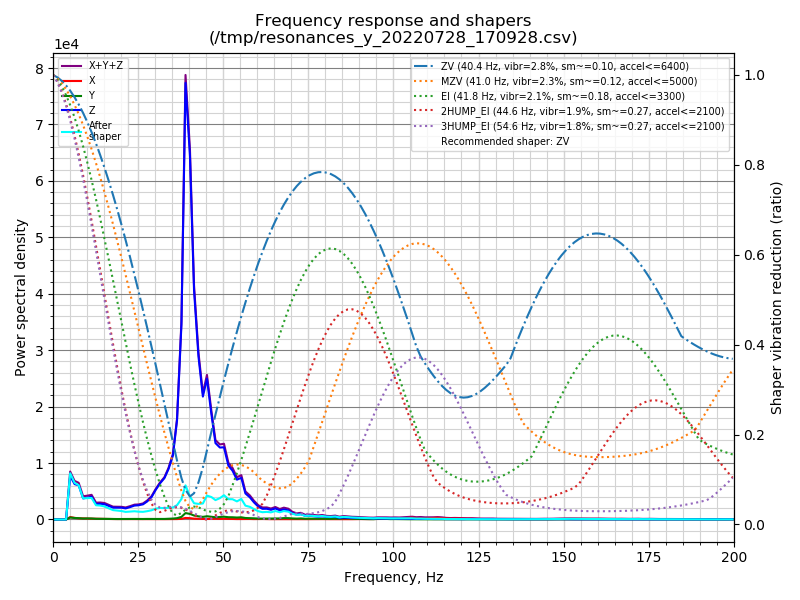 Frequency response and shapers
(/tmp/resonances_y_20220728_170928.csv)
1e4
X+Y+Z
X
Y
Z
After
shaper
ZV (40.4 Hz, vibr=2.8%, sm~=0.10, accel<=6400)
MZV (41.0 Hz, vibr=2.3%, sm~=0.12, accel<=5000)
EI (41.8 Hz, vibr=2.1%, sm~=0.18, accel<=3300)
2HUMP_EI (44.6 Hz, vibr=1.9%, sm~=0.27, accel<=2100)
3HUMP_EI (54.6 Hz, vibr=1.8%, sm~=0.27, accel<=2100)
Recommended shaper: ZV
Power spectral density
8
7
6
5
4
3
2
1
0
1.0
0.8
0.6
0.4
0.2
0.0
Shaper vibration reduction (ratio)
0 25 50 75 100 125 150 175 200
Frequency, Hz